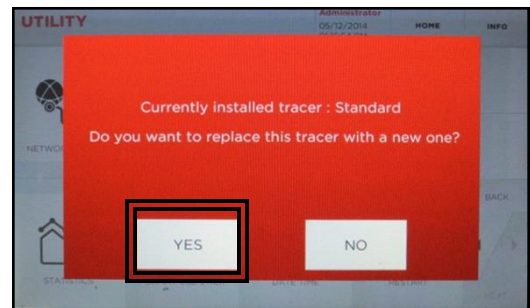 UTILITY
Administrator
05/12/2014
HOME
INFO
Currently installed tracer : Standard
Do you want to replace this tracer with a new one?
BACK
YES
NO
STATISTICS
DATE TIME
RESTART